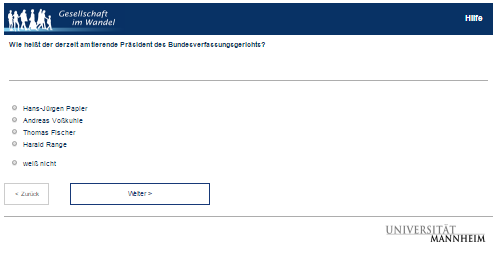 Gesellschaft
im Wandel
Hilfe
Wie heißt der derzeit amtierende Präsident des Bundesverfassungsgerichts?
Hans-Jürgen Papier
Andreas Voßkuhle
Thomas Fischer
Harald Range
weiß nicht
< Zurück
Weiter >
UNIVERSITÄT
MANNHEIM